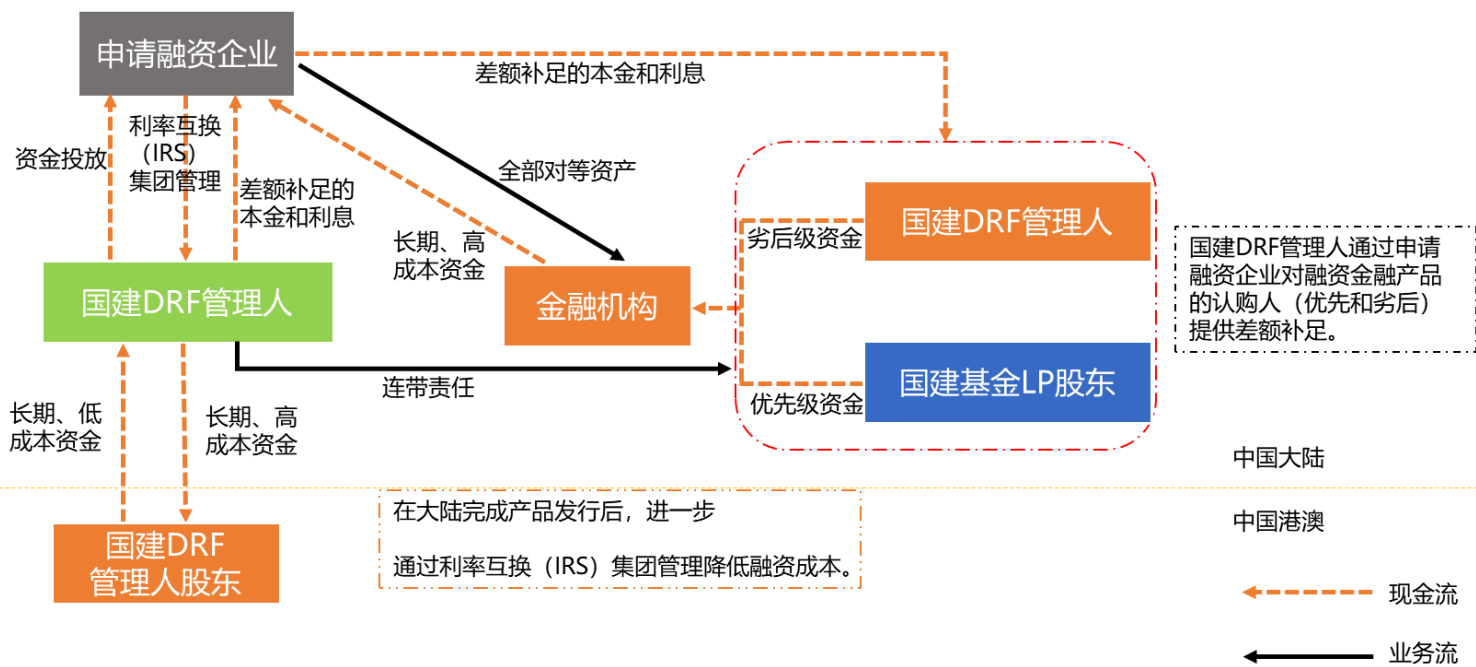 申请融资企业
差额补足的本金和利息
资金投放
利率互换
（IRS）
集团管理
差额补足的
本金和利息
全部对等资产
长期、高
成本资金
国建DRF管理人
金融机构
劣后级资金
国建DRF管理人
优先级资金
国建基金LP股东
国建DRF管理人通过申请
融资企业对融资金融产品
的认购人（优先和劣后）
提供差额补足。
连带责任
长期、低
成本资金
长期、高
成本资金
中国大陆
中国港澳
国建DRF
管理人股东
在大陆完成产品发行后，进一步
通过利率互换（IRS）集团管理降低融资成本。
现金流
业务流